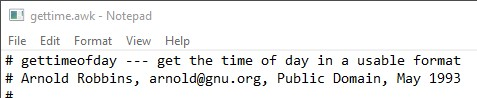 gettime.awk - Notepad
File Edit Format View Help
# gettimeofday --- get the time of day in a usable format
# Arnold Robbins, arnold@gnu.org, Public Domain, May 1993
#